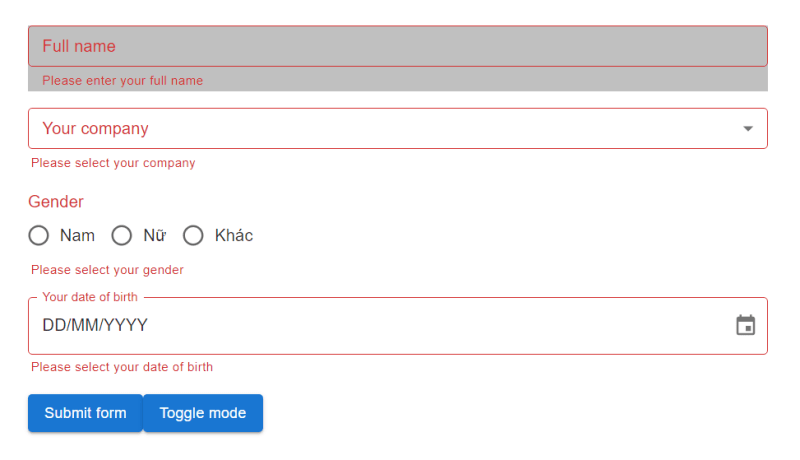 Full name
Please enter your full name
Your company
Please select your company
Gender
Nam Nữ Khác
Please select your gender
Your date of birth
DD/MM/YYYY
Please select your date of birth
Submit form Toggle mode